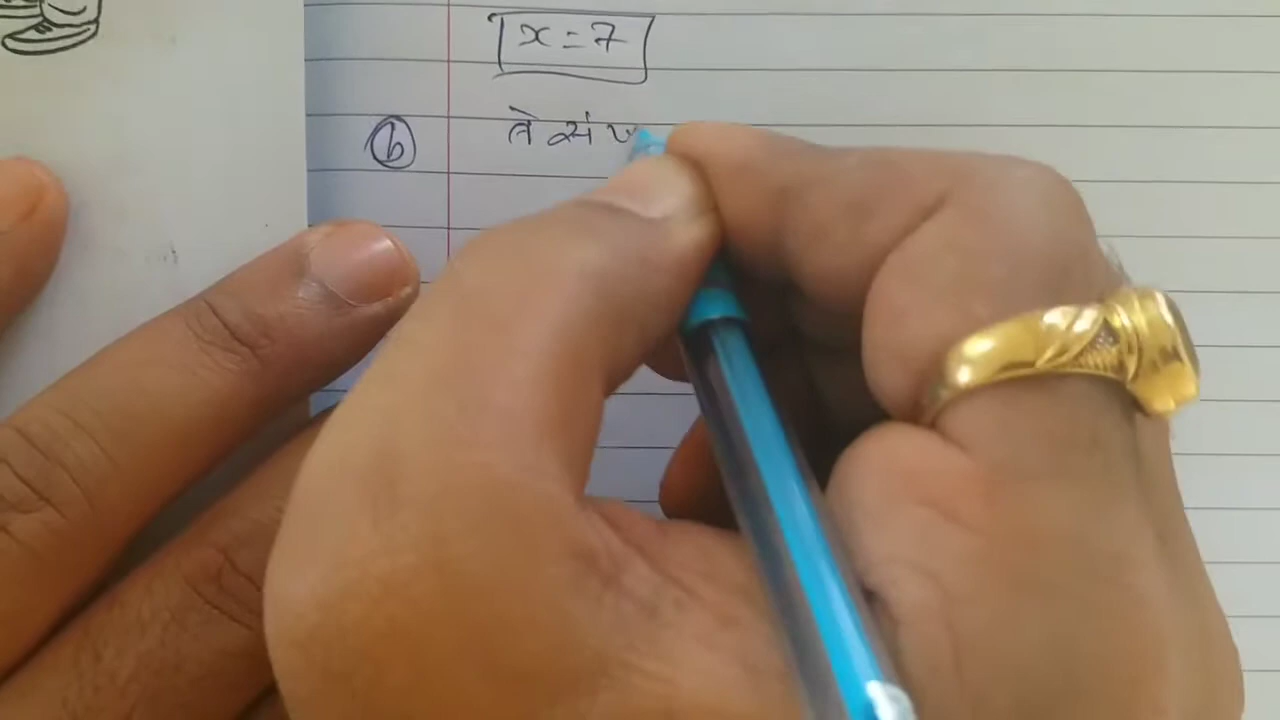 x = 7
(b) ते सं